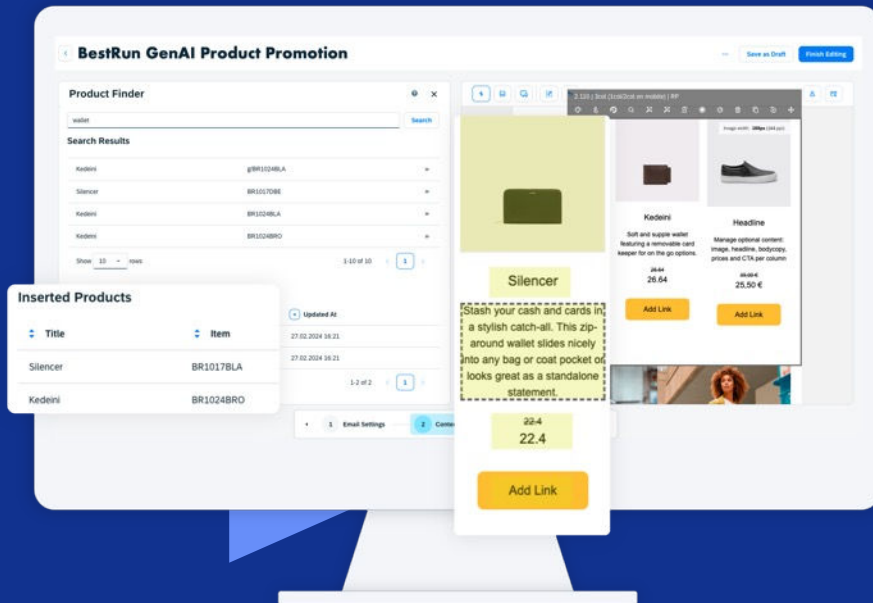 BestRun GenAI Product Promotion
Save as Draft
Finish Editing
Product Finder
wallet
Search
Search Results
Kedeini
Silencer
BR1017DBE
Kedeini
BR1024BLA
Kedeini
BR1024BRO
Show 10 rows
1-10 of 10
1
Updated At
27.02.2024 16:21
27.02.2024 16:21
1-2 of 2
1
Inserted Products
Title
Item
Silencer
BR1017BLA
Kedeini
BR1024BRO
1 Email Settings
2
Silencer
Stash your cash and cards in
a stylish catch-all. This zip-
around wallet slides nicely
into any bag or coat pocket or
looks great as a standalone
statement.
22.4
22.4
Add Link
Kedeini
Soft and supple wallet
featuring a removable card
keeper for on the go options.
26.64
26.64
Add Link
Headline
Manage optional content:
image, headline, bodycopy,
prices and CTA per column
25,50 €
Add Link